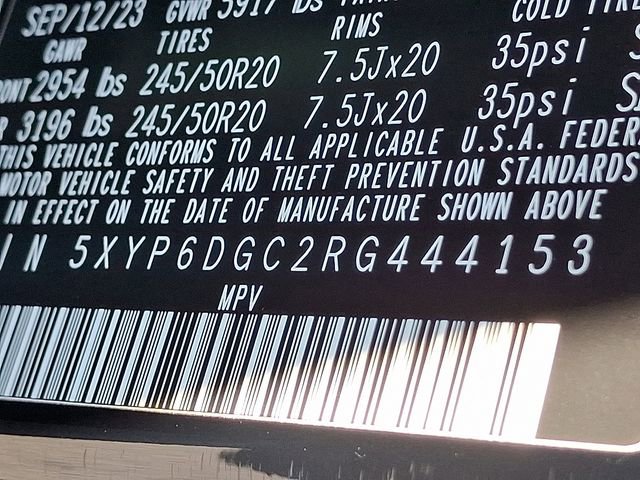 SEP/12/23 GVWR 5917 lbs
GAWR TIRES RIMS COLD TIRE
FRONT 2954 lbs 245/50R20 7.5Jx20 35psi
R 3196 lbs 245/50R20 7.5Jx20 35psi
THIS VEHICLE CONFORMS TO ALL APPLICABLE U.S.A. FEDER
MOTOR VEHICLE SAFETY AND THEFT PREVENTION STANDARDS
IN EFFECT ON THE DATE OF MANUFACTURE SHOWN ABOVE
IN 5XYP6DGC2RG444153
MPV